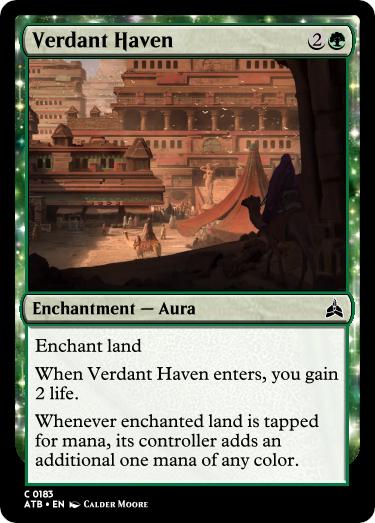 Verdant Haven 2
Enchantment — Aura
Enchant land
When Verdant Haven enters, you gain
2 life.
Whenever enchanted land is tapped
for mana, its controller adds an
additional one mana of any color.
C 0183
ATB • EN Calder Moore